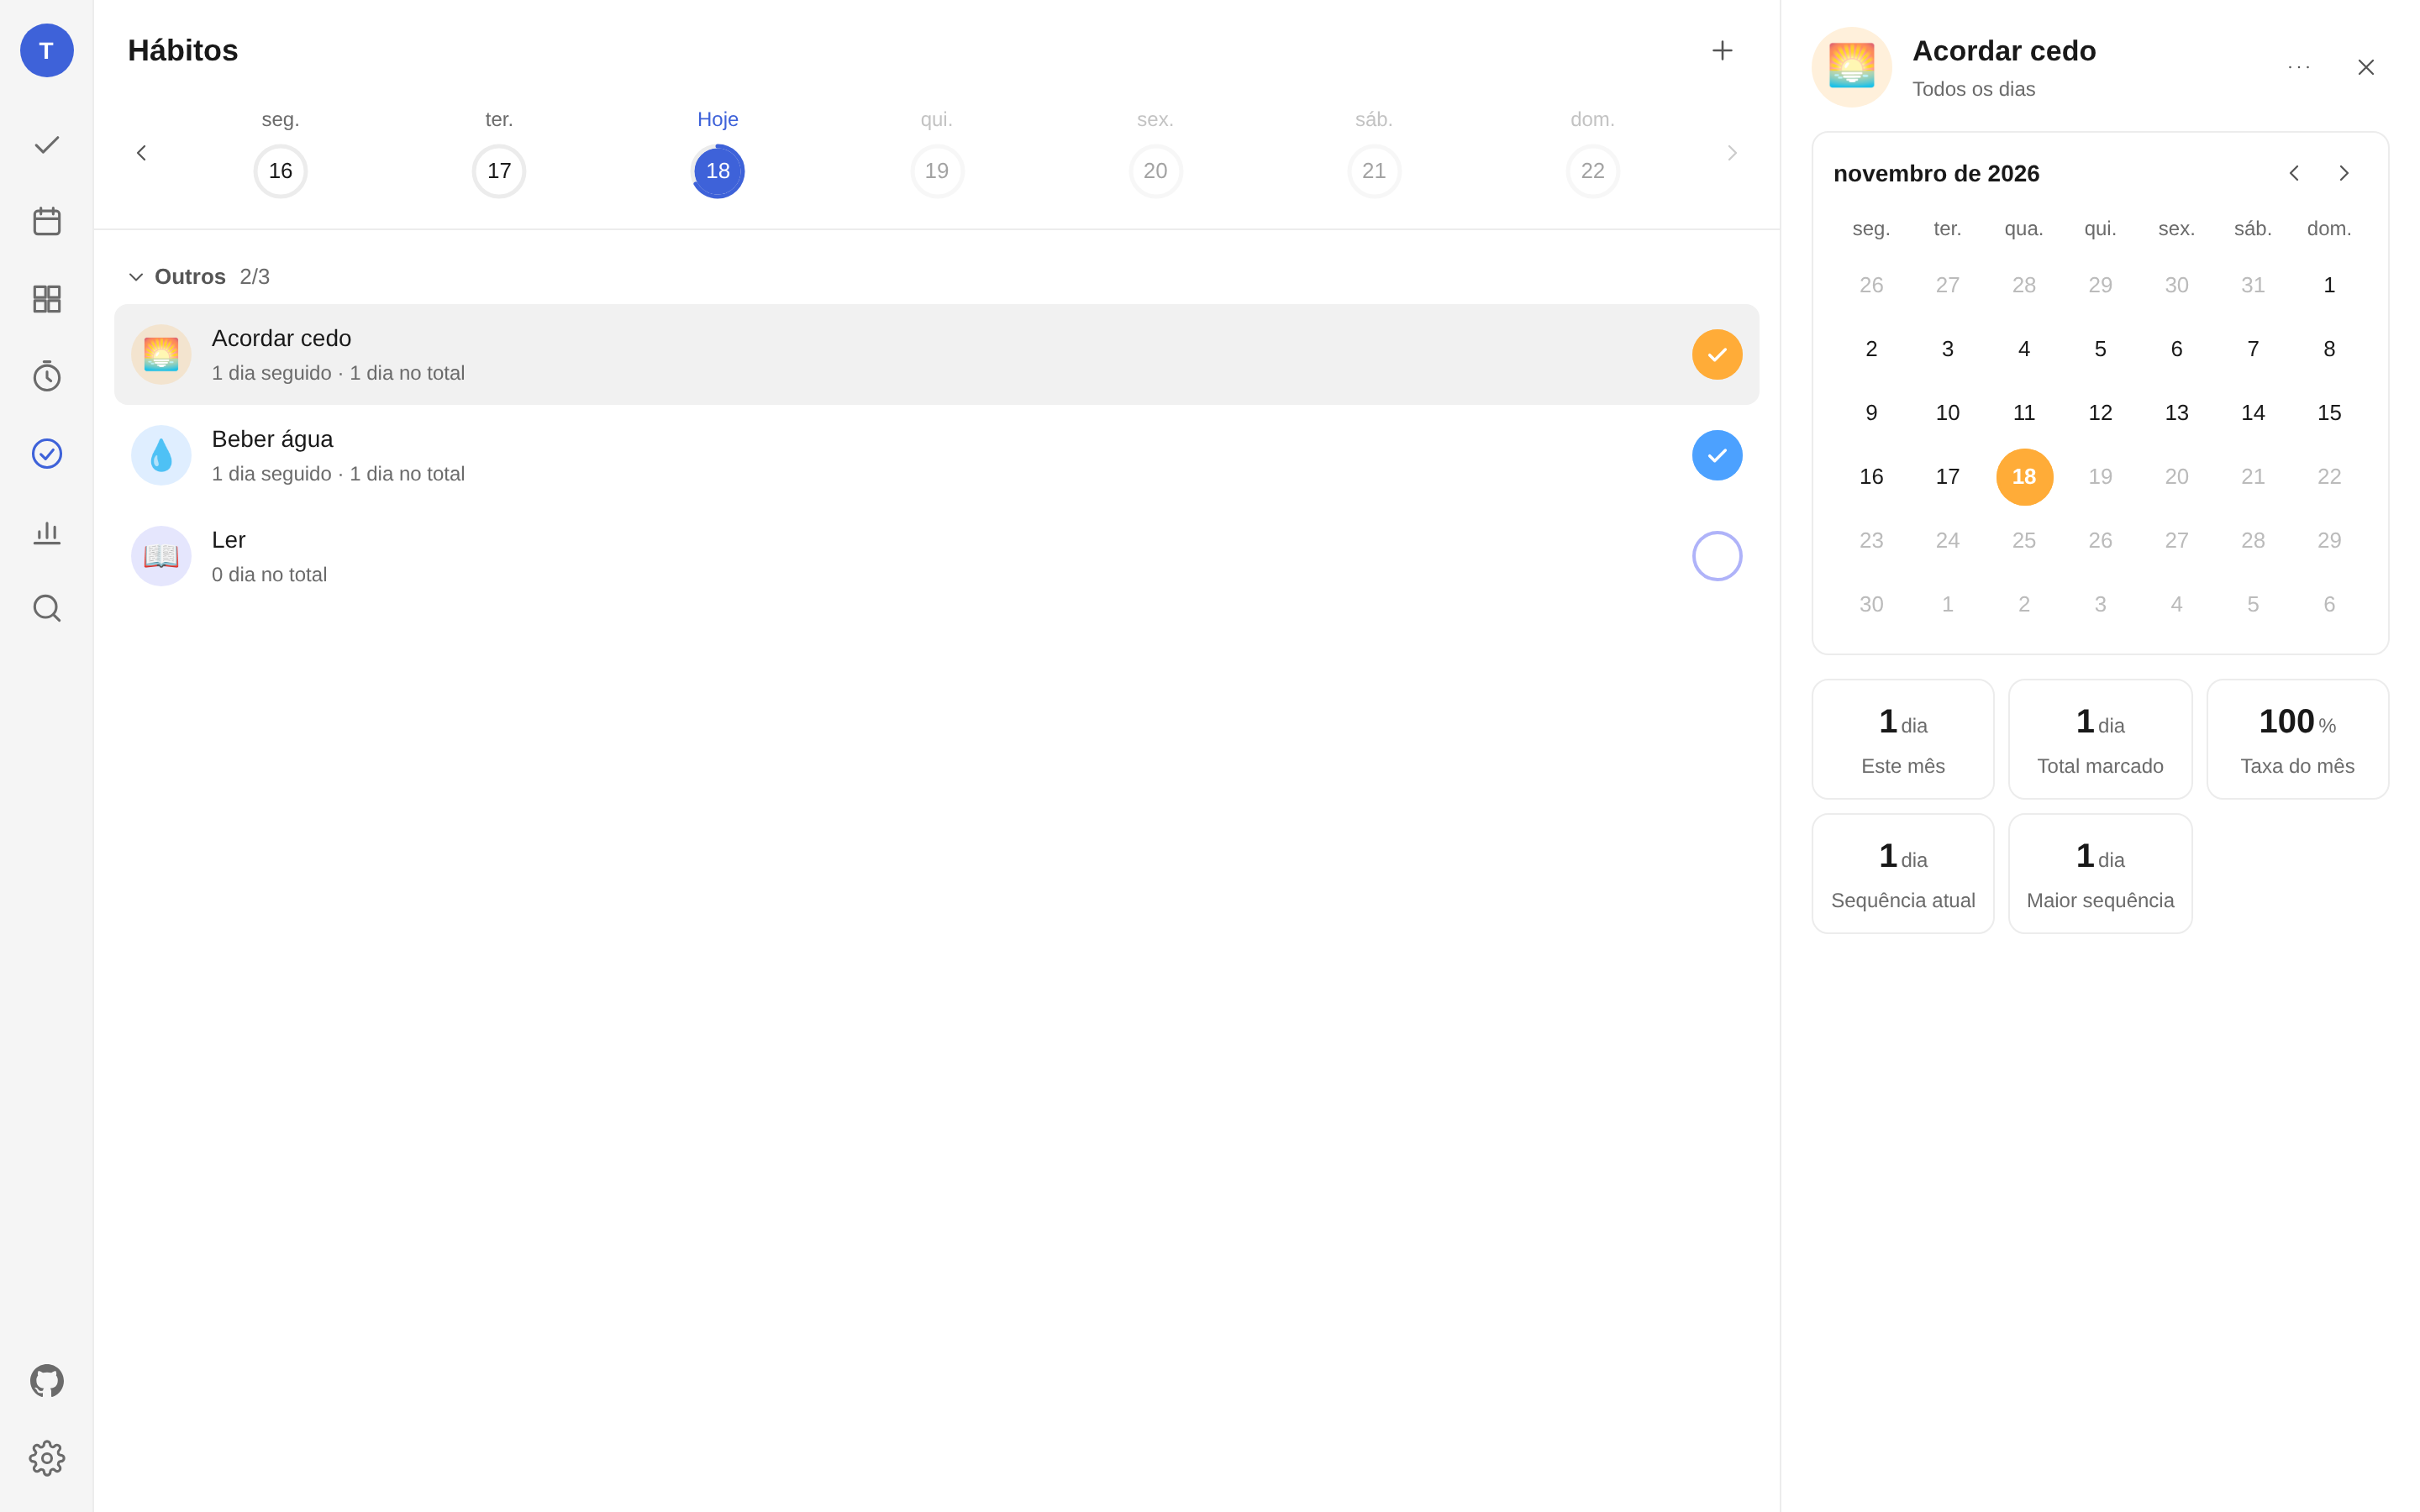 T
Hábitos
seg. ter. Hoje qui. sex. sáb. dom.
16 17 18 19 20 21 22
Outros 2/3
Acordar cedo
1 dia seguido · 1 dia no total
Beber água
1 dia seguido · 1 dia no total
Ler
0 dia no total
Acordar cedo
Todos os dias
novembro de 2026
seg. ter. qua. qui. sex. sáb. dom.
26 27 28 29 30 31 1
2 3 4 5 6 7 8
9 10 11 12 13 14 15
16 17 18 19 20 21 22
23 24 25 26 27 28 29
30 1 2 3 4 5 6
1 dia
Este mês
1 dia
Total marcado
100 %
Taxa do mês
1 dia
Sequência atual
1 dia
Maior sequência